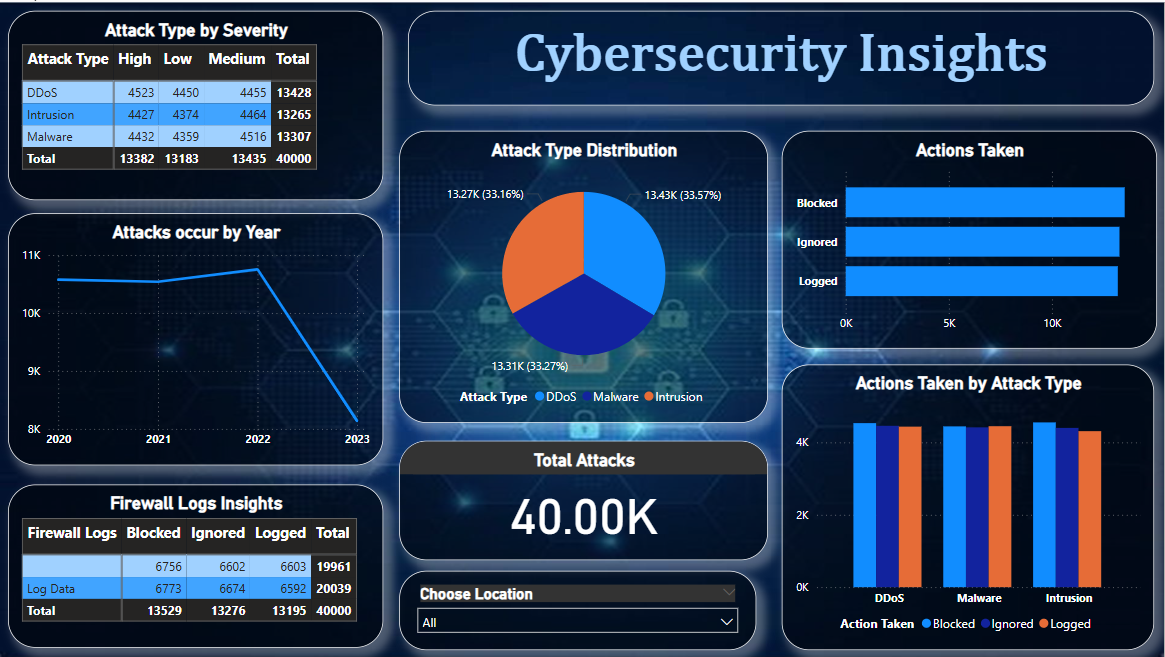 Attack Type by Severity
Attack Type High Low Medium Total
DDoS 4523 4450 4455 13428
Intrusion 4427 4374 4464 13265
Malware 4432 4359 4516 13307
Total 13382 13183 13435 40000
Cybersecurity Insights
Attacks occur by Year
11K
10K
9K
8K
2020 2021 2022 2023
Attack Type Distribution
13.27K (33.16%) 13.43K (33.57%)
13.31K (33.27%)
Attack Type DDoS Malware Intrusion
Actions Taken
Blocked
Ignored
Logged
0K 5K 10K
Total Attacks
40.00K
Actions Taken by Attack Type
4K
2K
0K
DDoS Malware Intrusion
Action Taken Blocked Ignored Logged
Firewall Logs Insights
Firewall Logs Blocked Ignored Logged Total
6756 6602 6603 19961
Log Data 6773 6674 6592 20039
Total 13529 13276 13195 40000
Choose Location
All